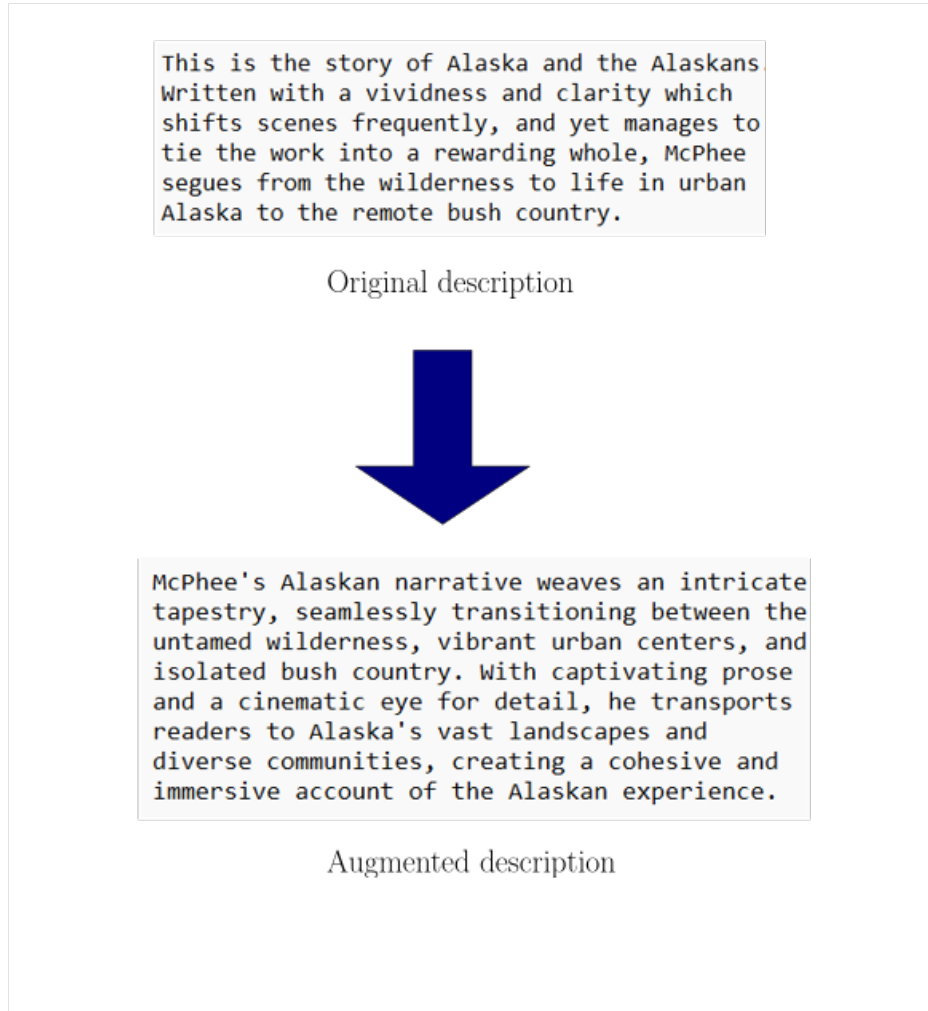 This is the story of Alaska and the Alaskans.
Written with a vividness and clarity which
shifts scenes frequently, and yet manages to
tie the work into a rewarding whole, McPhee
segues from the wilderness to life in urban
Alaska to the remote bush country.
Original description
McPhee's Alaskan narrative weaves an intricate
tapestry, seamlessly transitioning between the
untamed wilderness, vibrant urban centers, and
isolated bush country. With captivating prose
and a cinematic eye for detail, he transports
readers to Alaska's vast landscapes and
diverse communities, creating a cohesive and
immersive account of the Alaskan experience.
Augmented description